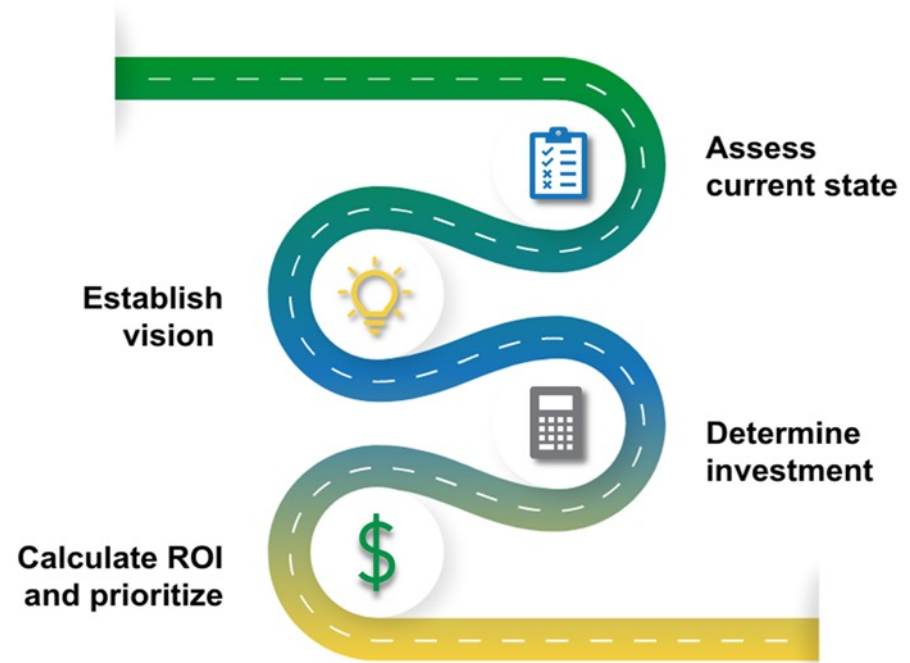 Assess
current state
Establish
vision
Determine
investment
Calculate ROI
and prioritize
$